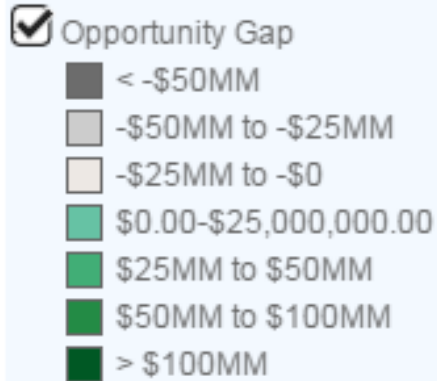 Opportunity Gap
< -$50MM
-$50MM to -$25MM
-$25MM to -$0
$0.00-$25,000,000.00
$25MM to $50MM
$50MM to $100MM
> $100MM